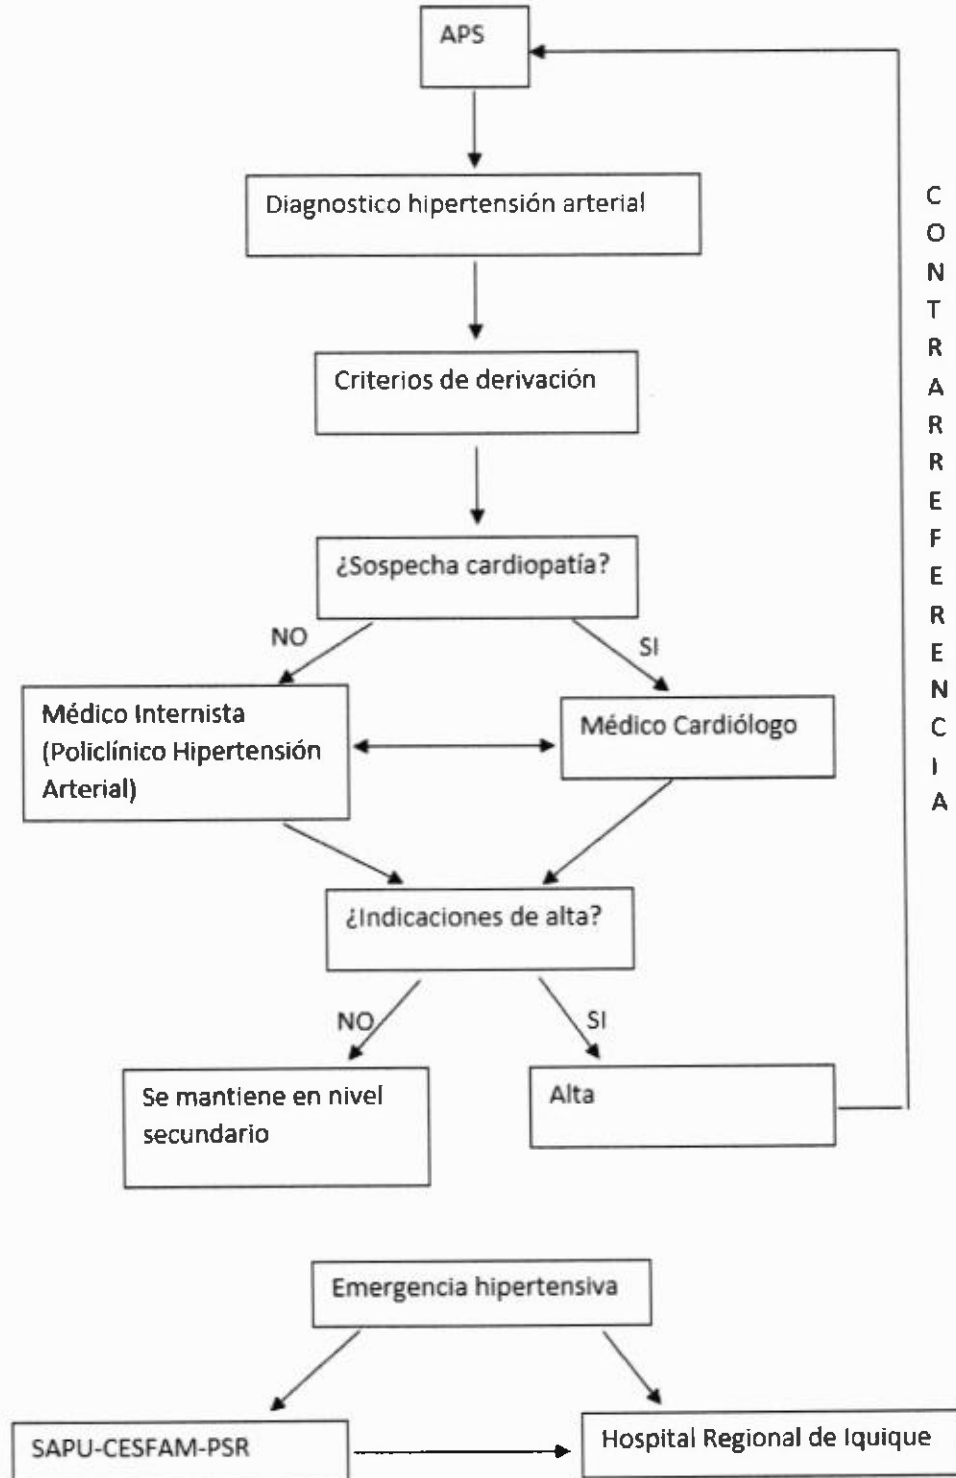 APS
Diagnostico hipertensión arterial
Criterios de derivación
¿Sospecha cardiopatía?
NO
SI
Médico Internista
(Policlínico Hipertensión
Arterial)
Médico Cardiólogo
¿Indicaciones de alta?
NO
SI
Se mantiene en nivel
secundario
Alta
CONTRARREFERENCIA
Emergencia hipertensiva
SAPU-CESFAM-PSR
Hospital Regional de Iquique